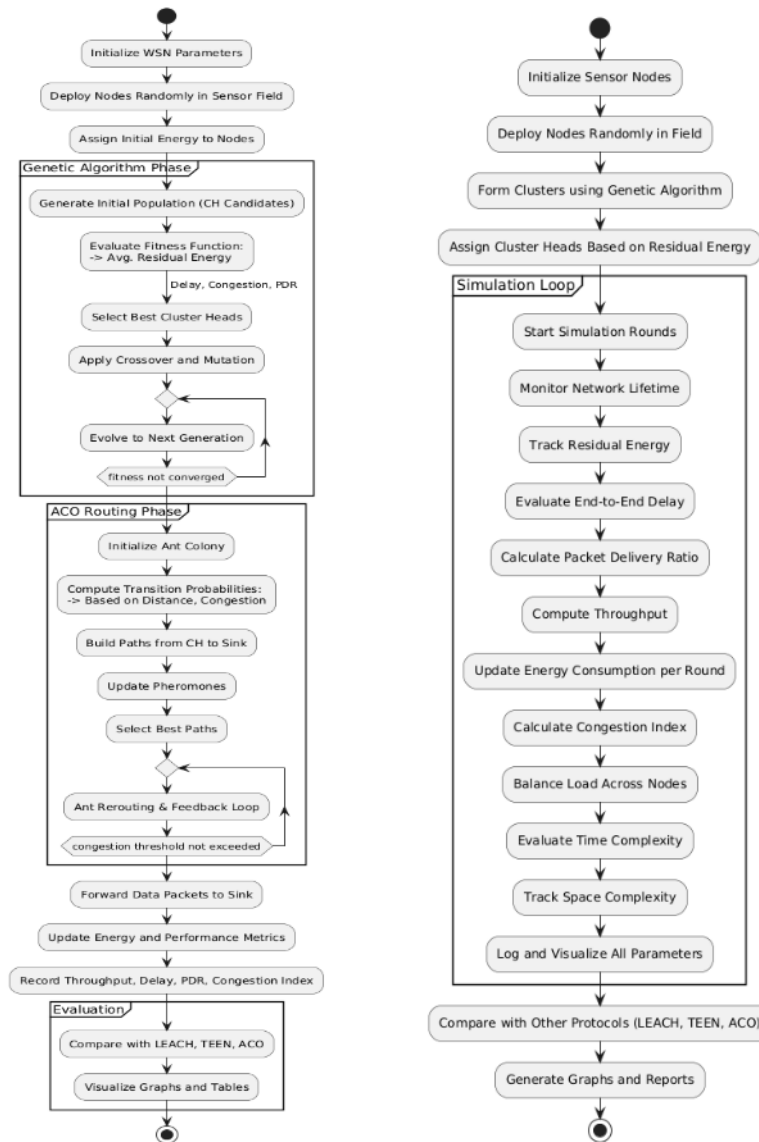 Initialize WSN Parameters
Deploy Nodes Randomly in Sensor Field
Assign Initial Energy to Nodes
Genetic Algorithm Phase
Generate Initial Population (CH Candidates)
Evaluate Fitness Function:
-> Avg. Residual Energy
Delay, Congestion, PDR
Select Best Cluster Heads
Apply Crossover and Mutation
Evolve to Next Generation
fitness not converged
ACO Routing Phase
Initialize Ant Colony
Compute Transition Probabilities:
-> Based on Distance, Congestion
Build Paths from CH to Sink
Update Pheromones
Select Best Paths
Ant Rerouting & Feedback Loop
congestion threshold not exceeded
Forward Data Packets to Sink
Update Energy and Performance Metrics
Record Throughput, Delay, PDR, Congestion Index
Evaluation
Compare with LEACH, TEEN, ACO
Visualize Graphs and Tables
Initialize Sensor Nodes
Deploy Nodes Randomly in Field
Form Clusters using Genetic Algorithm
Assign Cluster Heads Based on Residual Energy
Simulation Loop
Start Simulation Rounds
Monitor Network Lifetime
Track Residual Energy
Evaluate End-to-End Delay
Calculate Packet Delivery Ratio
Compute Throughput
Update Energy Consumption per Round
Calculate Congestion Index
Balance Load Across Nodes
Evaluate Time Complexity
Track Space Complexity
Log and Visualize All Parameters
Compare with Other Protocols (LEACH, TEEN, ACO)
Generate Graphs and Reports